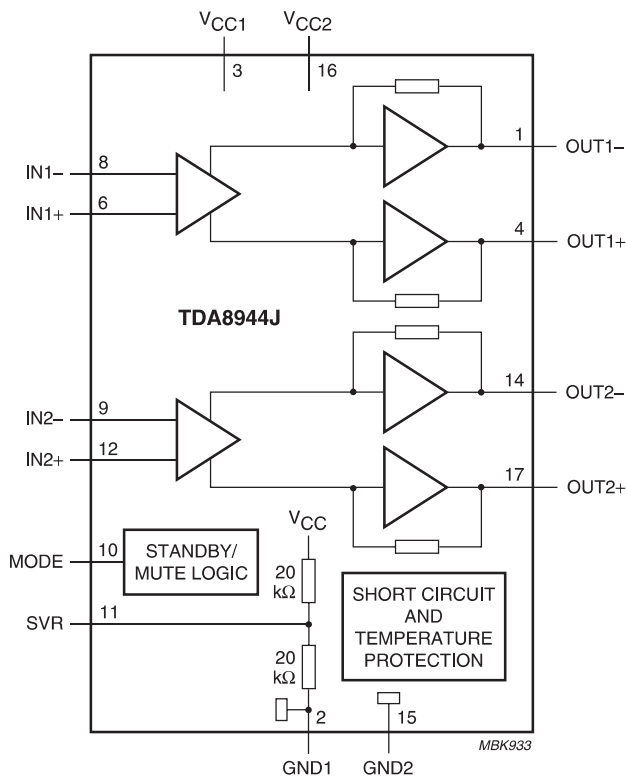 VCC1 VCC2
3 16
1 OUT1−
8
IN1−
6
IN1+
4 OUT1+
TDA8944J
14 OUT2−
9
IN2−
12
IN2+
17 OUT2+
VCC
10
MODE
STANDBY/
MUTE LOGIC
20
kΩ
SHORT CIRCUIT
AND
TEMPERATURE
PROTECTION
11
SVR
20
kΩ
2 15
MBK933
GND1 GND2